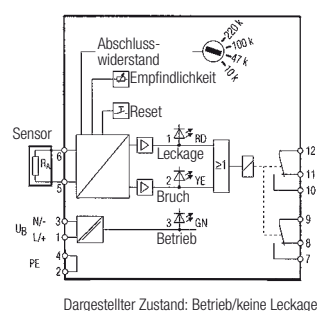 Abschluss-
widerstand
220 k
100 k
47 k
10 k
Empfindlichkeit
Reset
Sensor
R_A
6
5
1 RD
Leckage
2 YE
Bruch
≥1
3 GN
Betrieb
U_B
N/- 3
L/+ 1
PE
4
2
12
11
10
9
8
7
Dargestellter Zustand: Betrieb/keine Leckage